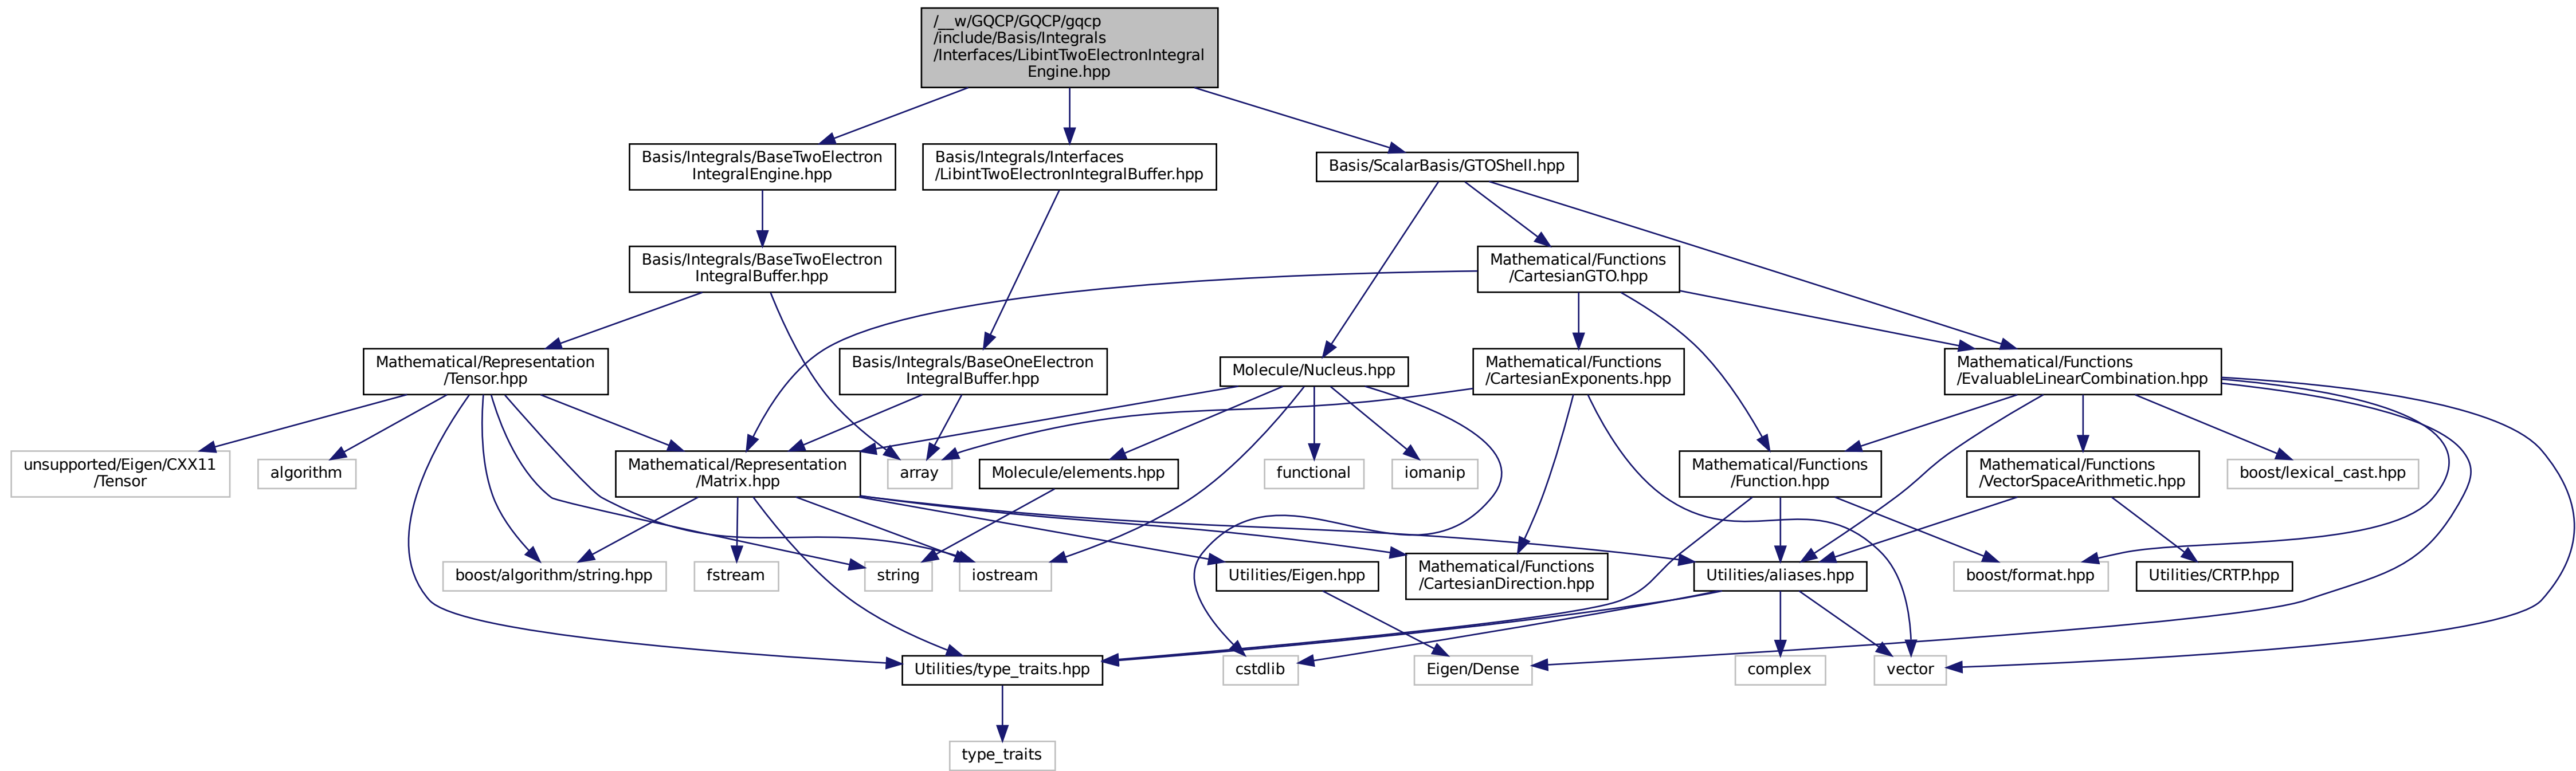 /__w/GQCP/GQCP/gqcp
/include/Basis/Integrals
/Interfaces/LibintTwoElectronIntegral
Engine.hpp
Basis/Integrals/BaseTwoElectron
IntegralEngine.hpp
Basis/Integrals/Interfaces
/LibintTwoElectronIntegralBuffer.hpp
Basis/ScalarBasis/GTOShell.hpp
Basis/Integrals/BaseTwoElectron
IntegralBuffer.hpp
Mathematical/Functions
/CartesianGTO.hpp
Mathematical/Representation
/Tensor.hpp
Basis/Integrals/BaseOneElectron
IntegralBuffer.hpp
Molecule/Nucleus.hpp
Mathematical/Functions
/CartesianExponents.hpp
Mathematical/Functions
/EvaluableLinearCombination.hpp
unsupported/Eigen/CXX11
/Tensor
algorithm
Mathematical/Representation
/Matrix.hpp
array
Molecule/elements.hpp
functional
iomanip
Mathematical/Functions
/Function.hpp
Mathematical/Functions
/VectorSpaceArithmetic.hpp
boost/lexical_cast.hpp
boost/algorithm/string.hpp
fstream
string
iostream
Utilities/Eigen.hpp
Mathematical/Functions
/CartesianDirection.hpp
Utilities/aliases.hpp
boost/format.hpp
Utilities/CRTP.hpp
Utilities/type_traits.hpp
cstdlib
Eigen/Dense
complex
vector
type_traits